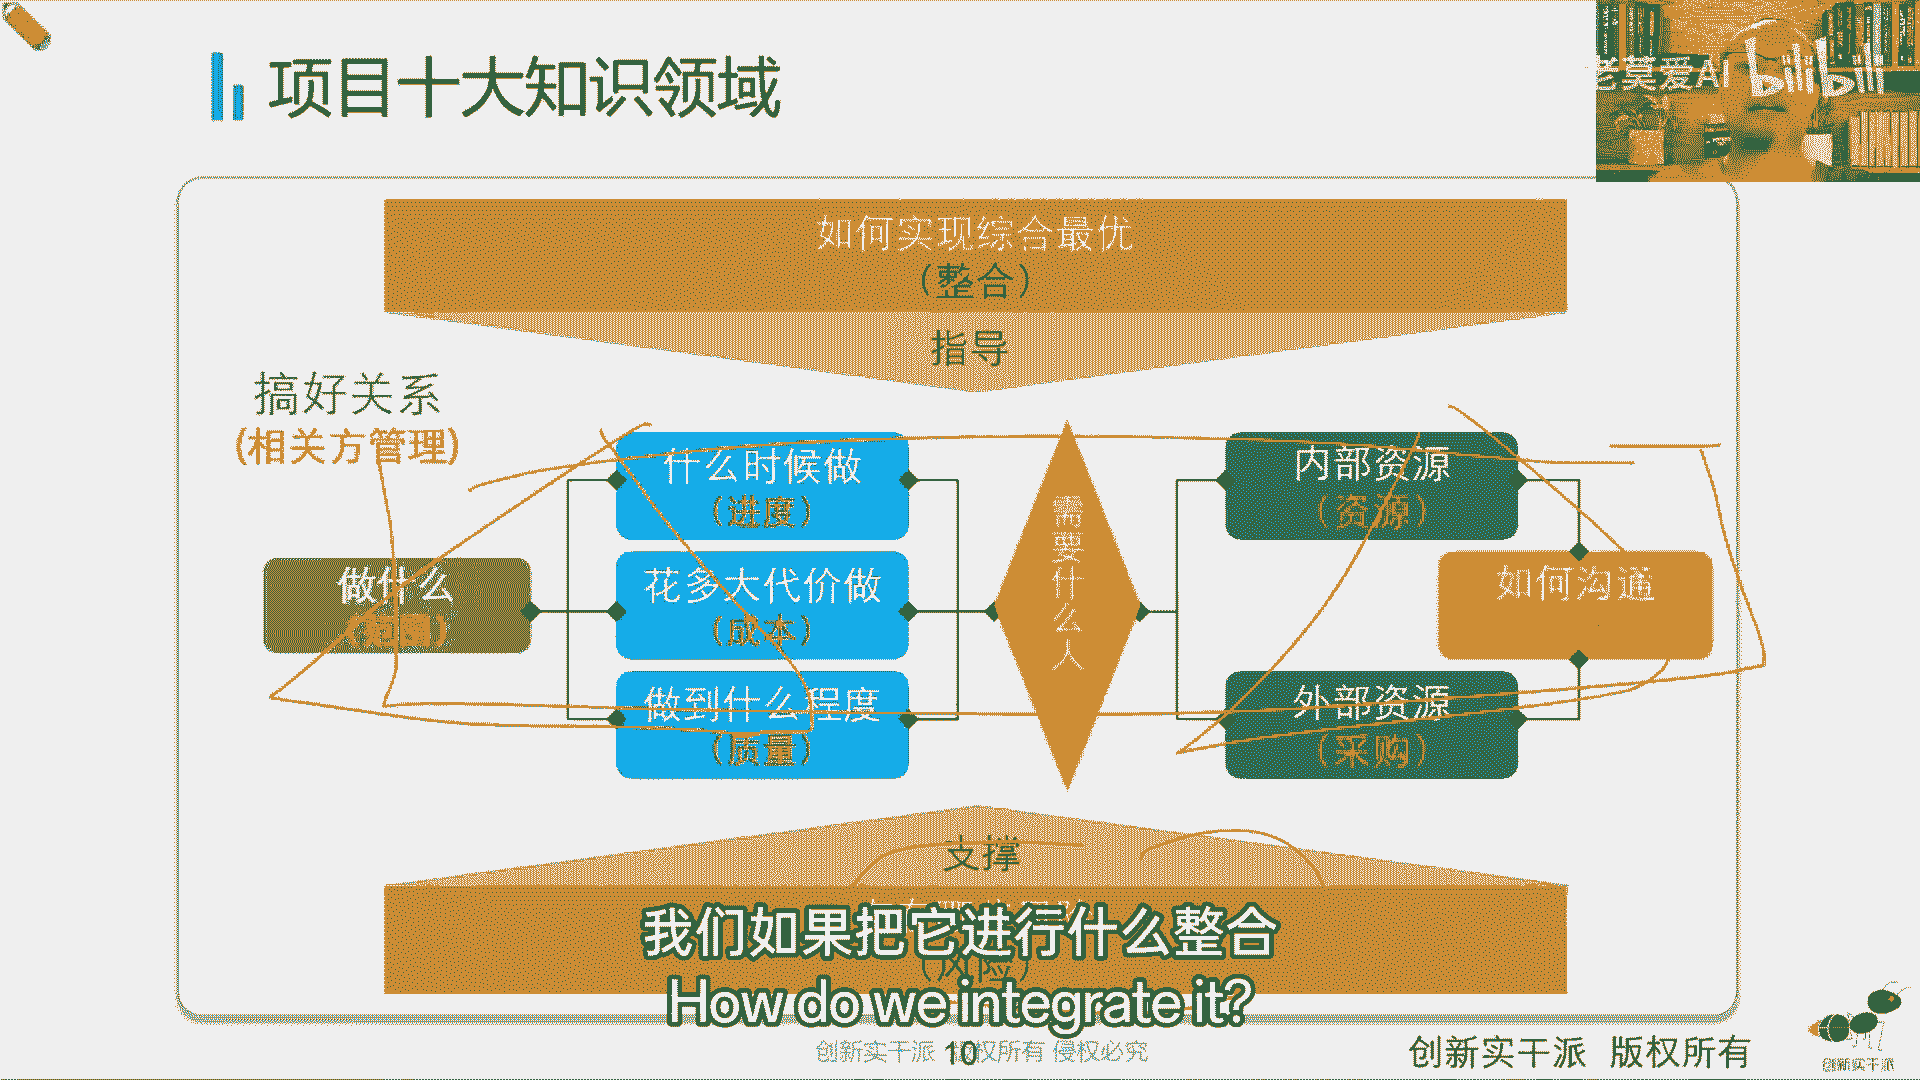 项目十大知识领域
老莫爱AI bilibili
如何实现综合最优
（整合）
指导
搞好关系
(相关方管理)
什么时候做
（进度）
内部资源
（资源）
做什么
花多大代价做
（成本）
需要什么人
如何沟通
做到什么程度
（质量）
外部资源
（采购）
支撑
（风险）
我们如果把它进行什么整合
How do we integrate it?
创新实干派 版权所有 侵权必究
10
创新实干派 版权所有
创新实干派